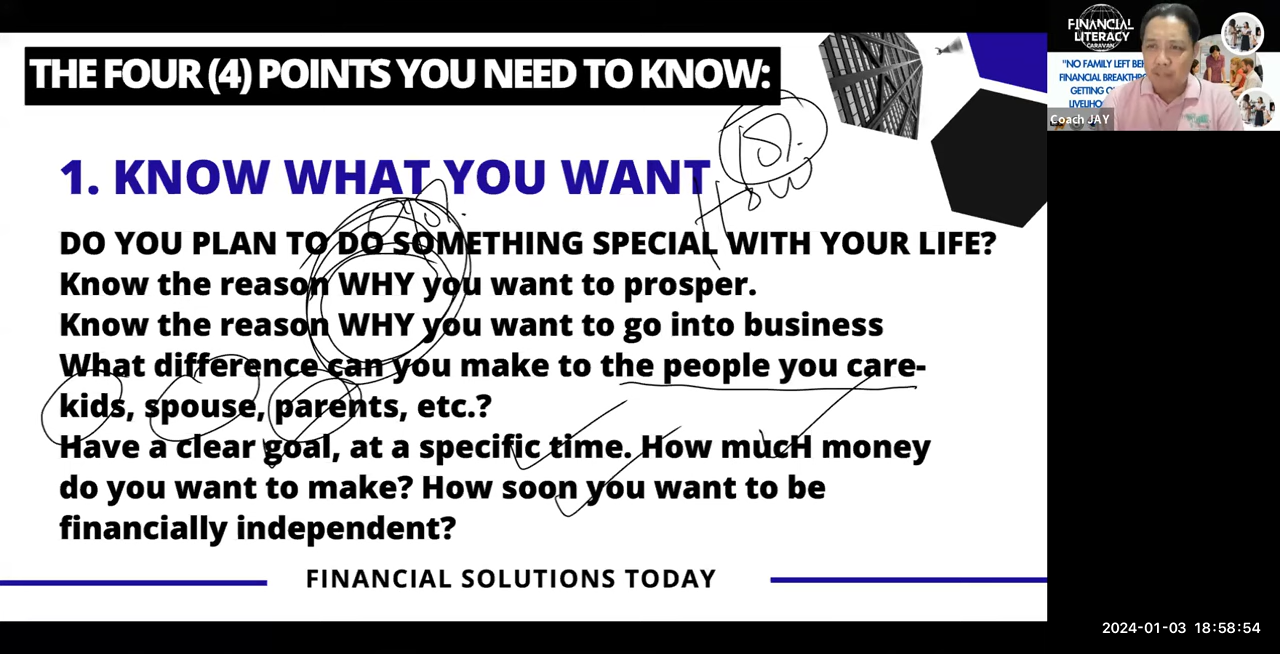 THE FOUR (4) POINTS YOU NEED TO KNOW:
1. KNOW WHAT YOU WANT
How
DO YOU PLAN TO DO SOMETHING SPECIAL WITH YOUR LIFE?
Know the reason WHY you want to prosper.
Know the reason WHY you want to go into business
What difference can you make to the people you care-
kids, spouse, parents, etc.?
Have a clear goal, at a specific time. How mucH money
do you want to make? How soon you want to be
financially independent?
FINANCIAL SOLUTIONS TODAY
FINANCIAL
LITERACY
CARAVAN
"NO FAMILY LEFT
FINANCIAL
GETTING
Coach JAY
2024-01-03 18:58:54